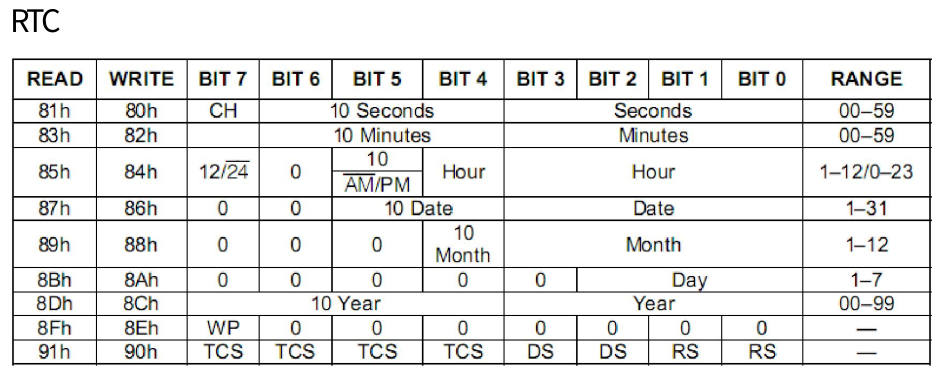 RTC
READ WRITE BIT 7 BIT 6 BIT 5 BIT 4 BIT 3 BIT 2 BIT 1 BIT 0 RANGE
81h 80h CH 10 Seconds Seconds 00–59
83h 82h 10 Minutes Minutes 00–59
85h 84h 12/2̅4̅ 0 10 A̅M̅/PM Hour Hour 1–12/0–23
87h 86h 0 0 10 Date Date 1–31
89h 88h 0 0 0 10 Month Month 1–12
8Bh 8Ah 0 0 0 0 0 Day 1–7
8Dh 8Ch 10 Year Year 00–99
8Fh 8Eh WP 0 0 0 0 0 0 0 —
91h 90h TCS TCS TCS TCS DS DS RS RS —